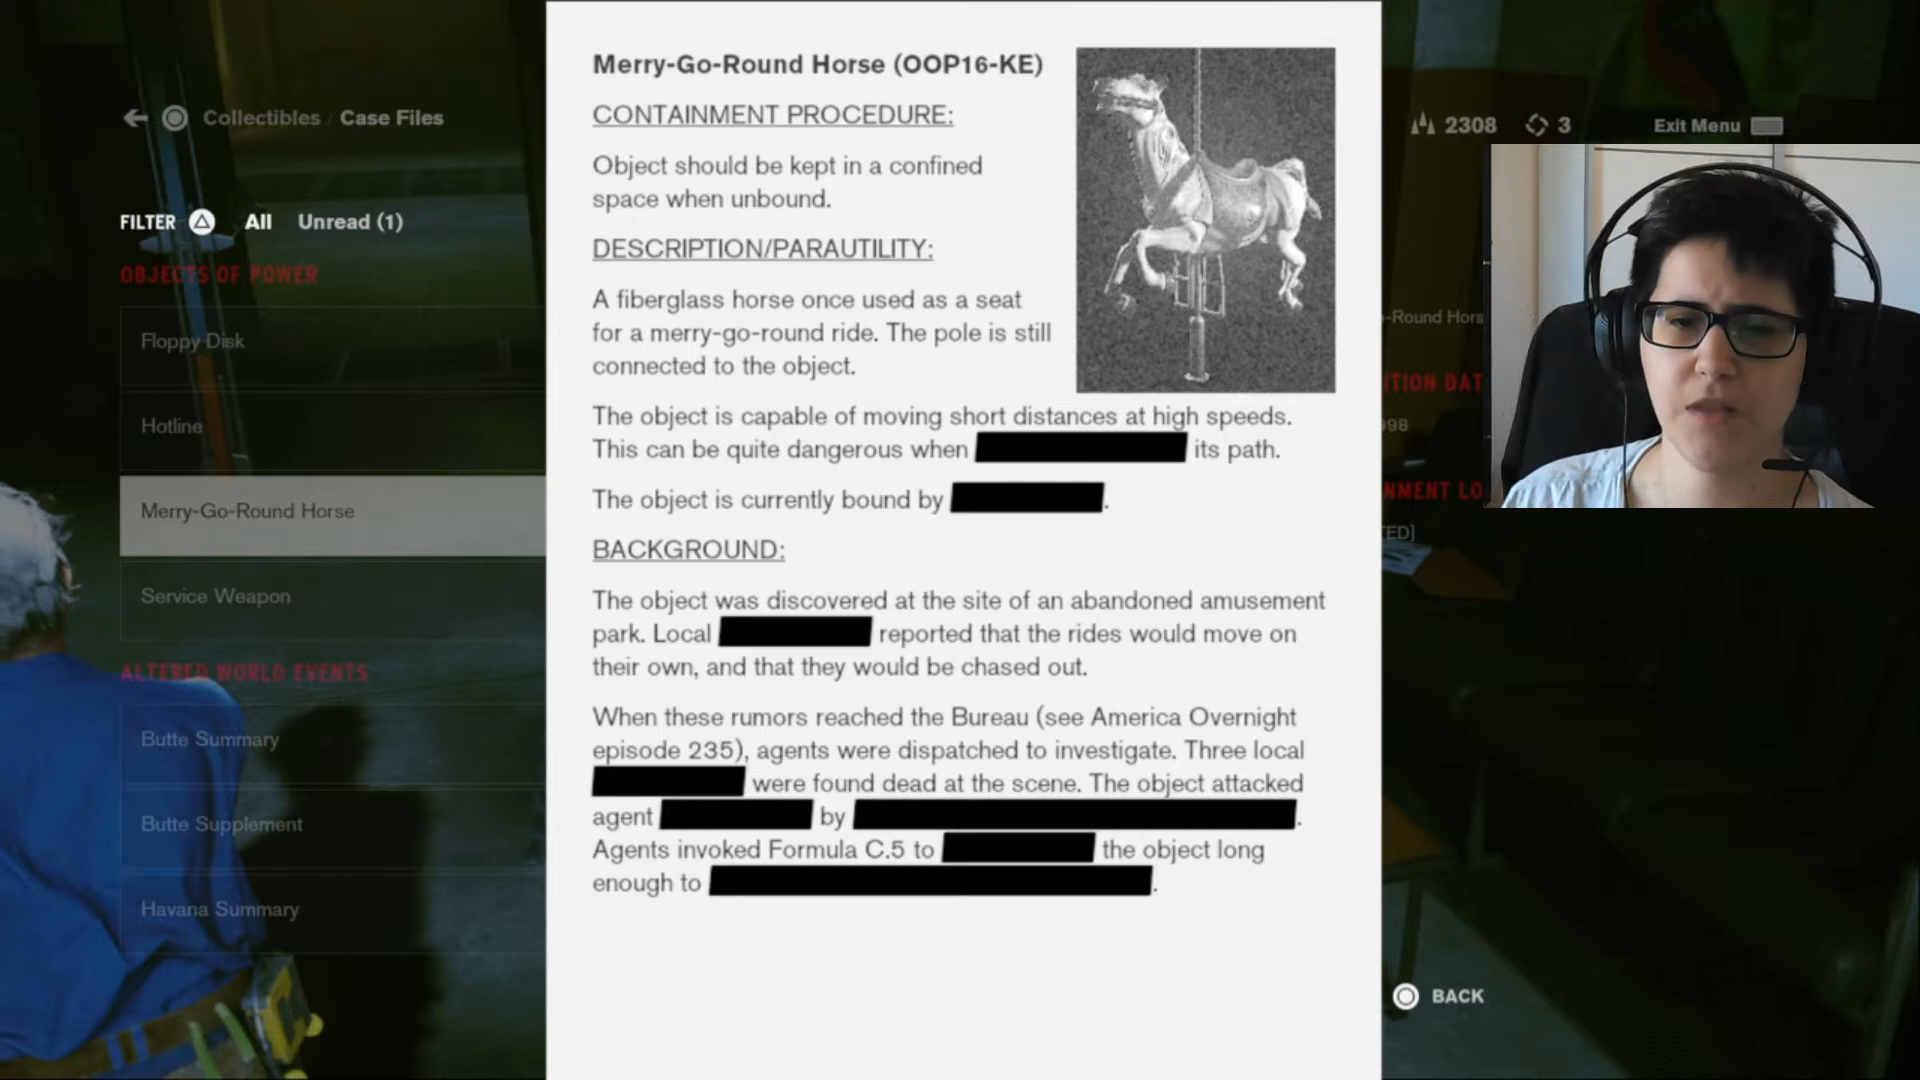 Collectibles / Case Files
FILTER All Unread (1)
OBJECTS OF POWER
Floppy Disk
Hotline
Merry-Go-Round Horse
Service Weapon
ALTERED WORLD EVENTS
Butte Summary
Butte Supplement
Havana Summary
Merry-Go-Round Horse (OOP16-KE)
CONTAINMENT PROCEDURE:
Object should be kept in a confined
space when unbound.
DESCRIPTION/PARAUTILITY:
A fiberglass horse once used as a seat
for a merry-go-round ride. The pole is still
connected to the object.
The object is capable of moving short distances at high speeds.
This can be quite dangerous when its path.
The object is currently bound by .
BACKGROUND:
The object was discovered at the site of an abandoned amusement
park. Local reported that the rides would move on
their own, and that they would be chased out.
When these rumors reached the Bureau (see America Overnight
episode 235), agents were dispatched to investigate. Three local
were found dead at the scene. The object attacked
agent by .
Agents invoked Formula C.5 to the object long
enough to .
2308 3 Exit Menu
-Round Hors
ITION DAT
98
NMENT LO
ED]
BACK